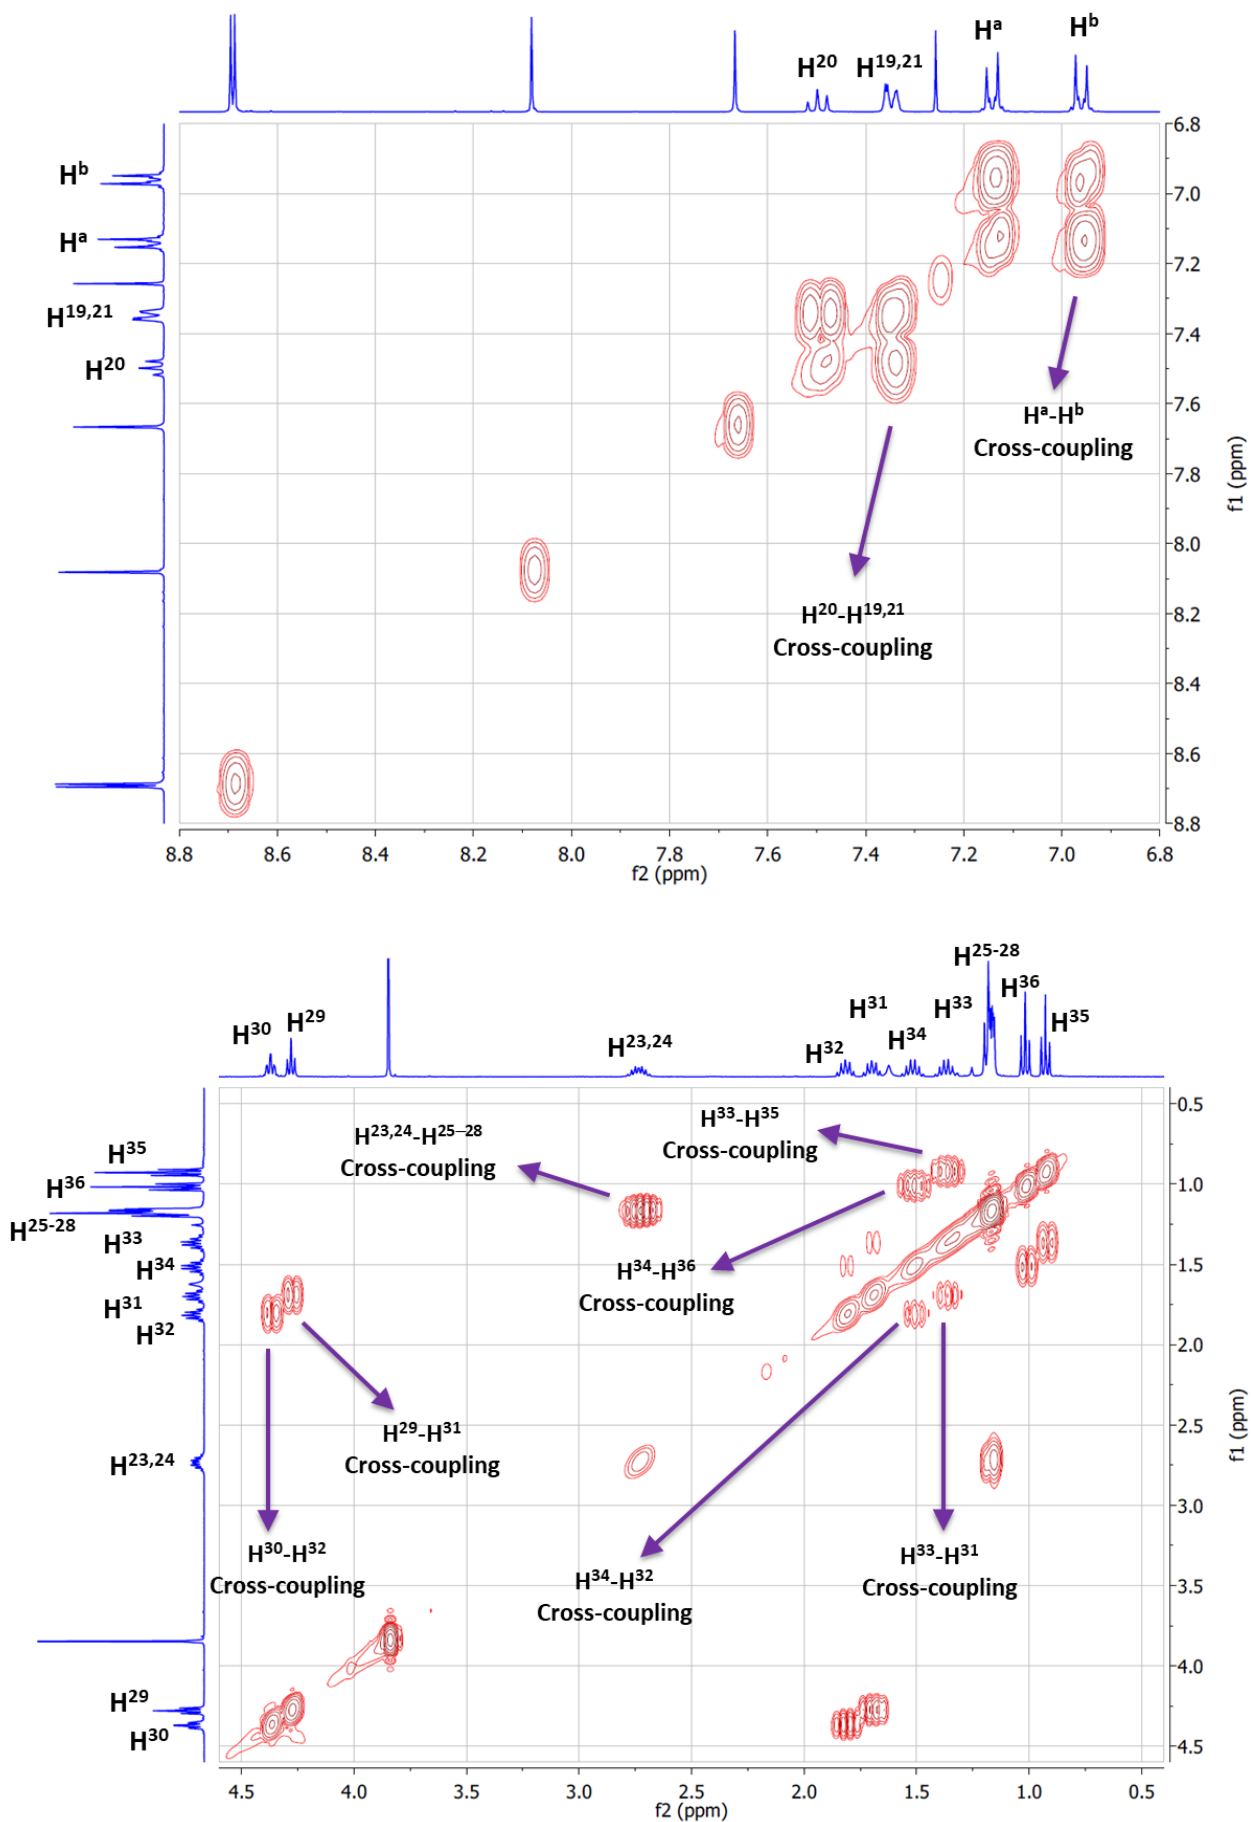 H²⁰ H¹⁹,²¹ Hᵃ Hᵇ
Hᵇ
Hᵃ
H¹⁹,²¹
H²⁰
6.8
7.0
7.2
7.4
7.6
7.8
8.0
8.2
8.4
8.6
8.8
f1 (ppm)
Hᵃ-Hᵇ
Cross-coupling
H²⁰-H¹⁹,²¹
Cross-coupling
8.8 8.6 8.4 8.2 8.0 7.8 7.6 7.4 7.2 7.0 6.8
f2 (ppm)
H³⁰ H²⁹ H²³,²⁴ H³² H³¹ H³⁴ H³³ H²⁵⁻²⁸ H³⁶ H³⁵
H³⁵
H³⁶
H²⁵⁻²⁸
H³³
H³⁴
H³¹
H³²
H²³,²⁴
H²⁹
H³⁰
H²³,²⁴-H²⁵–²⁸
Cross-coupling
H³³-H³⁵
Cross-coupling
H³⁴-H³⁶
Cross-coupling
H²⁹-H³¹
Cross-coupling
H³⁰-H³²
Cross-coupling
H³⁴-H³²
Cross-coupling
H³³-H³¹
Cross-coupling
0.5
1.0
1.5
2.0
2.5
3.0
3.5
4.0
4.5
f1 (ppm)
4.5 4.0 3.5 3.0 2.5 2.0 1.5 1.0 0.5
f2 (ppm)